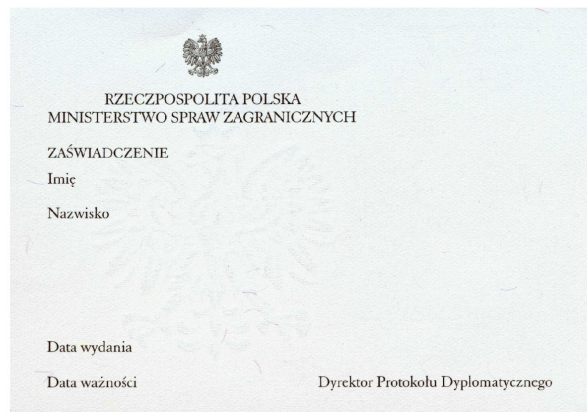 RZECZPOSPOLITA POLSKA
MINISTERSTWO SPRAW ZAGRANICZNYCH
ZAŚWIADCZENIE
Imię
Nazwisko
Data wydania
Data ważności
Dyrektor Protokołu Dyplomatycznego